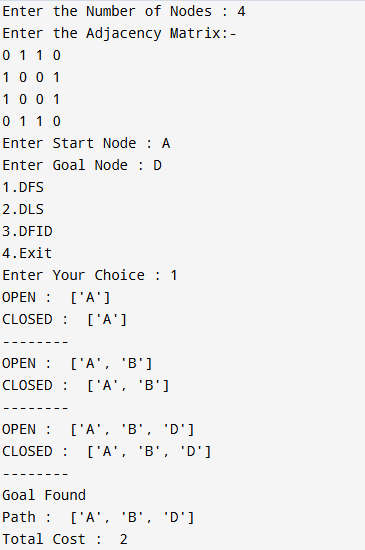 Enter the Number of Nodes : 4
Enter the Adjacency Matrix:-
0 1 1 0
1 0 0 1
1 0 0 1
0 1 1 0
Enter Start Node : A
Enter Goal Node : D
1.DFS
2.DLS
3.DFID
4.Exit
Enter Your Choice : 1
OPEN :  ['A']
CLOSED :  ['A']
--------
OPEN :  ['A', 'B']
CLOSED :  ['A', 'B']
--------
OPEN :  ['A', 'B', 'D']
CLOSED :  ['A', 'B', 'D']
--------
Goal Found
Path :  ['A', 'B', 'D']
Total Cost :  2